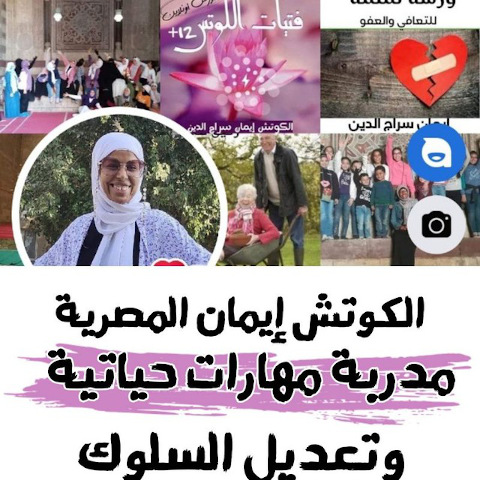 فتيات اللوتس
+12
الكوتش إيمان سراج الدين
للتعافي والعفو
إيمان سراج الدين
الكوتش إيمان المصرية
مدربة مهارات حياتية
وتعديل السلوك